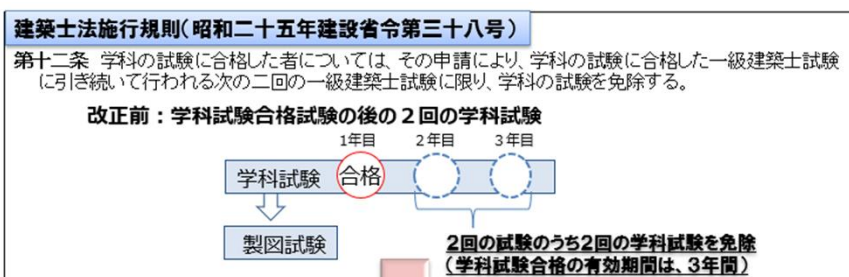 建築士法施行規則(昭和二十五年建設省令第三十八号)
第十二条 学科の試験に合格した者については、その申請により、学科の試験に合格した一級建築士試験
に引き続いて行われる次の二回の一級建築士試験に限り、学科の試験を免除する。
改正前：学科試験合格試験の後の２回の学科試験
1年目 2年目 3年目
学科試験 合格
製図試験
2回の試験のうち2回の学科試験を免除
(学科試験合格の有効期間は、3年間)